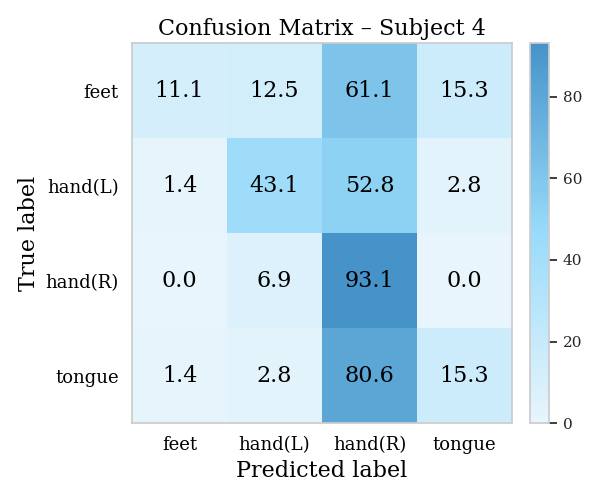 Confusion Matrix – Subject 4
feet 11.1 12.5 61.1 15.3
hand(L) 1.4 43.1 52.8 2.8
hand(R) 0.0 6.9 93.1 0.0
tongue 1.4 2.8 80.6 15.3
feet hand(L) hand(R) tongue
Predicted label
True label
80
60
40
20
0